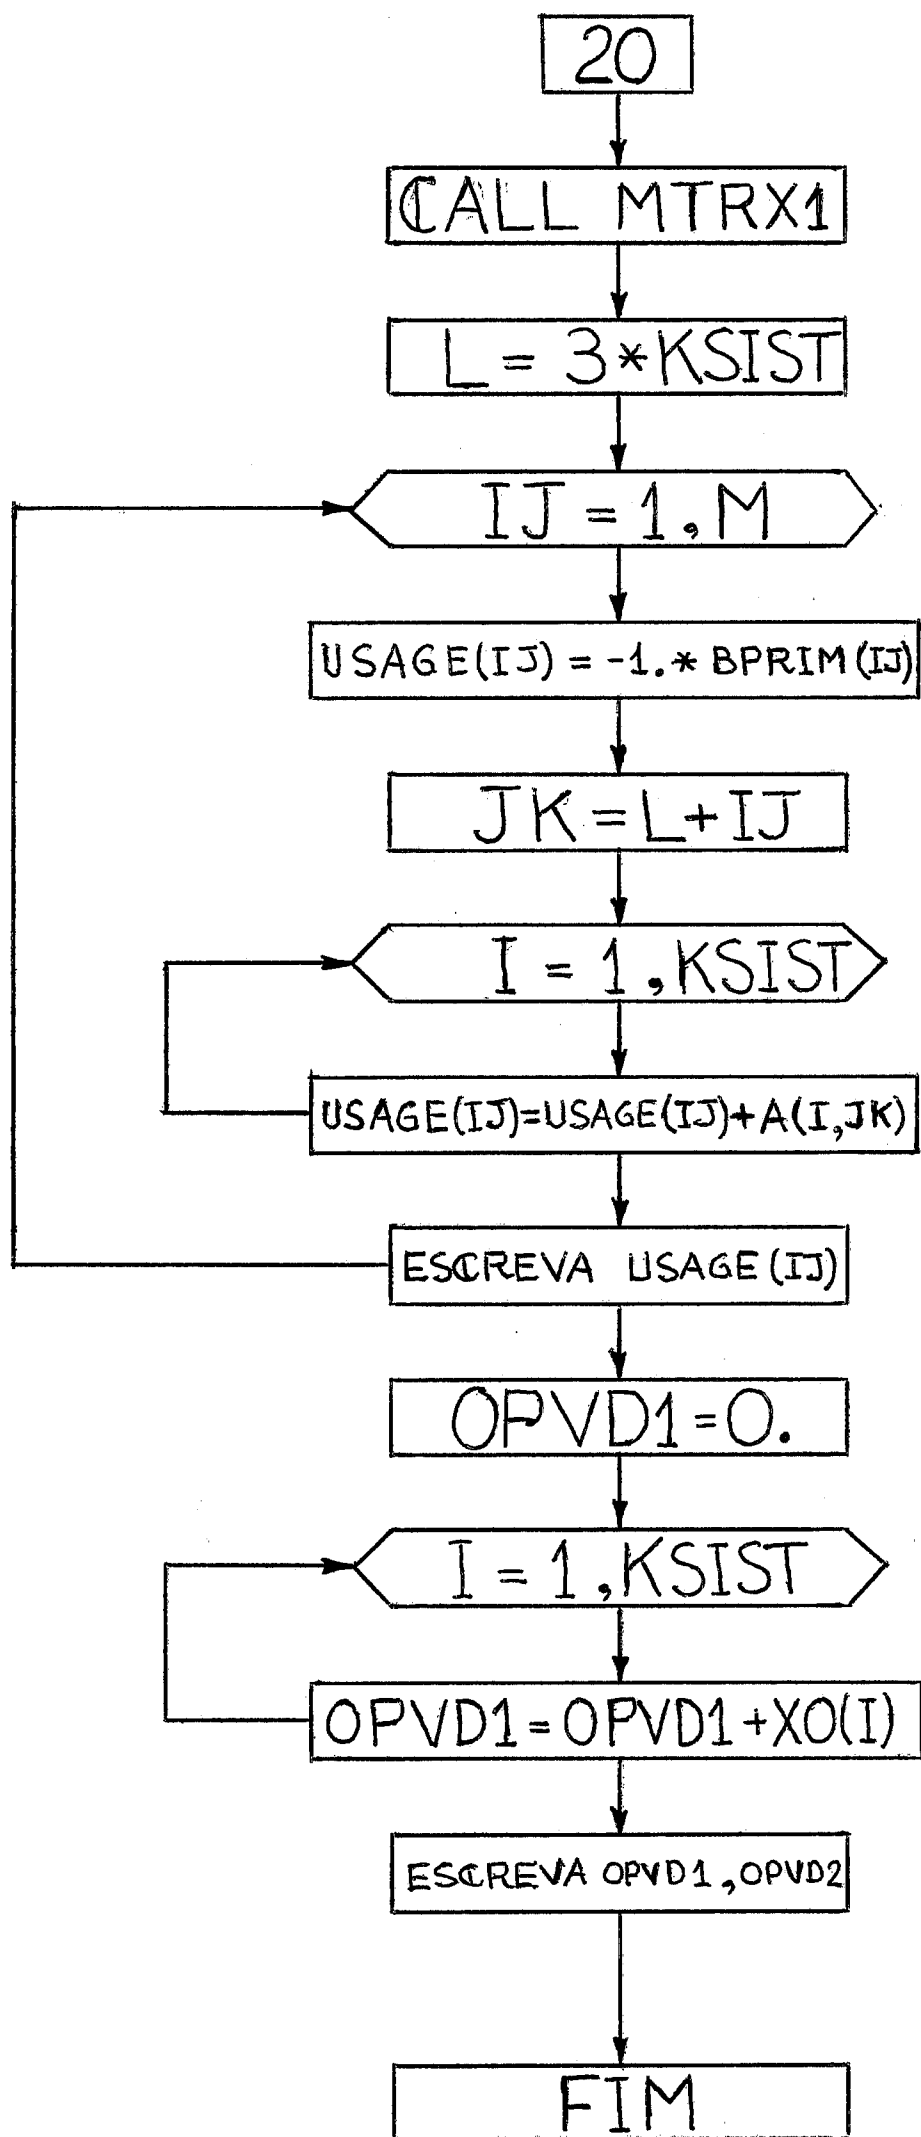 20
CALL MTRX1
L = 3*KSIST
IJ = 1,M
USAGE(IJ) = -1.* BPRIM(IJ)
JK = L+IJ
I = 1,KSIST
USAGE(IJ)=USAGE(IJ)+A(I,JK)
ESCREVA USAGE(IJ)
OPVD1=0.
I = 1,KSIST
OPVD1=OPVD1+XO(I)
ESCREVA OPVD1,OPVD2
FIM